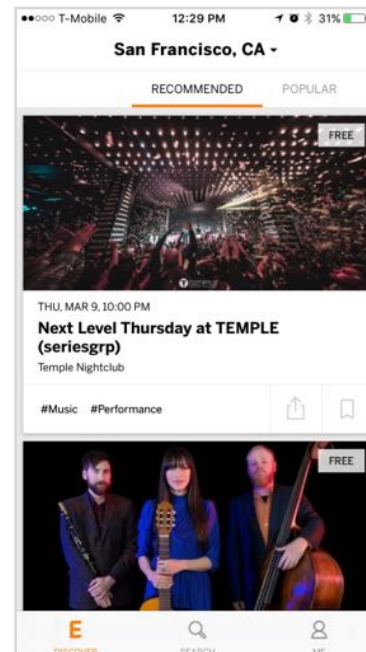 T-Mobile 12:29 PM 31%
San Francisco, CA
RECOMMENDED POPULAR
FREE
TEMPLE
THU, MAR 9, 10:00 PM
Next Level Thursday at TEMPLE
(seriesgrp)
Temple Nightclub
#Music #Performance
FREE
E
DISCOVER SEARCH ME